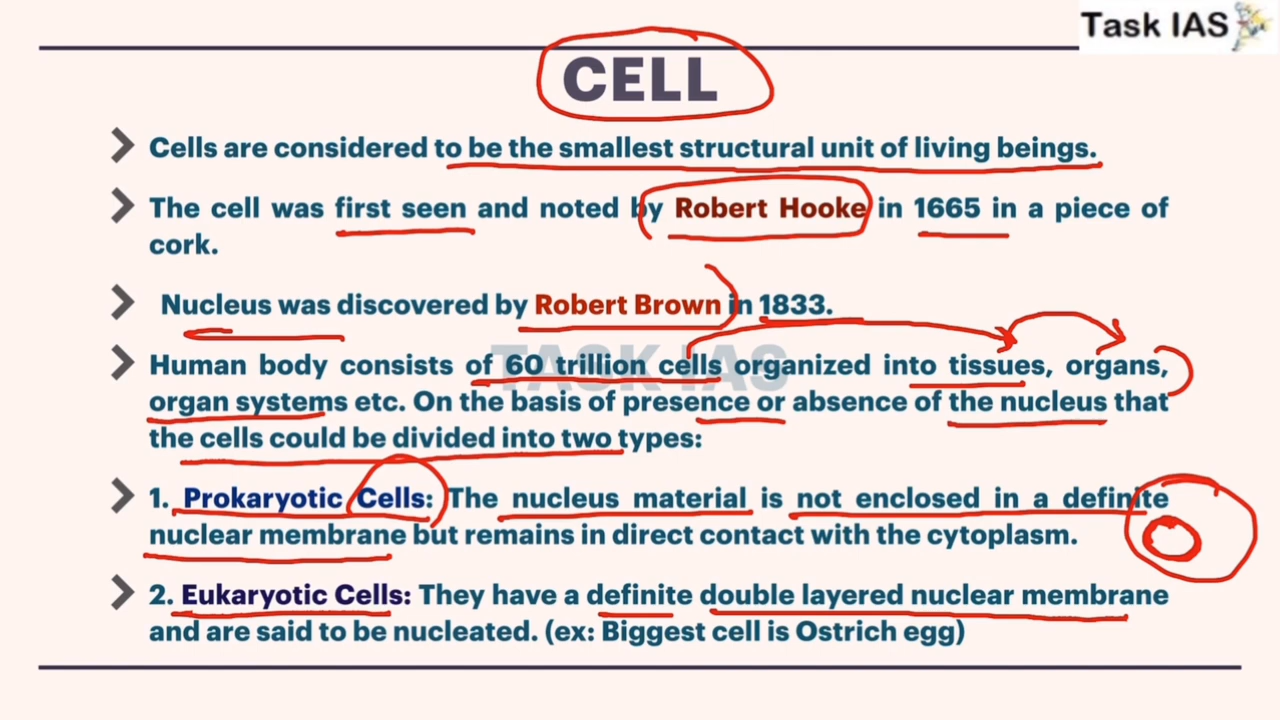 Task IAS
CELL
Cells are considered to be the smallest structural unit of living beings.
The cell was first seen and noted by Robert Hooke in 1665 in a piece of
cork.
Nucleus was discovered by Robert Brown in 1833.
TASK IAS
Human body consists of 60 trillion cells organized into tissues, organs,
organ systems etc. On the basis of presence or absence of the nucleus that
the cells could be divided into two types:
1. Prokaryotic Cells: The nucleus material is not enclosed in a definite
nuclear membrane but remains in direct contact with the cytoplasm.
2. Eukaryotic Cells: They have a definite double layered nuclear membrane
and are said to be nucleated. (ex: Biggest cell is Ostrich egg)